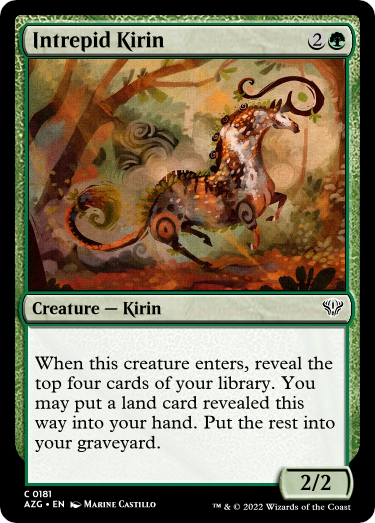 Intrepid Kirin 2
Creature — Kirin
When this creature enters, reveal the
top four cards of your library. You
may put a land card revealed this
way into your hand. Put the rest into
your graveyard.
2/2
C 0181
AZG • EN Marine Castillo
™ & © 2022 Wizards of the Coast